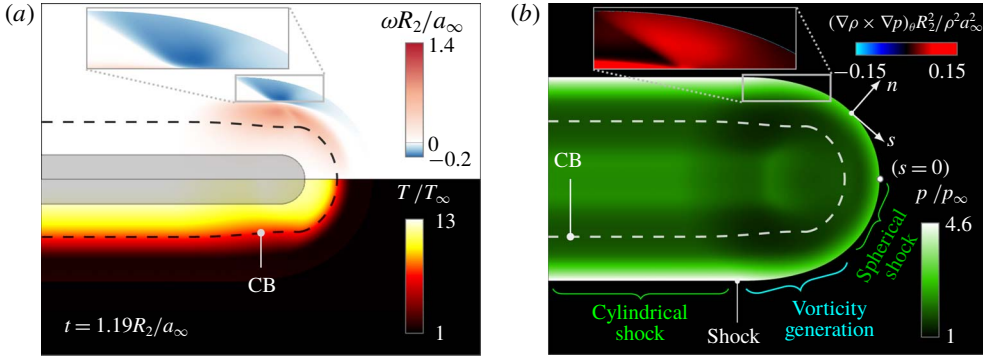 (a)
ωR₂/a∞
1.4
0
−0.2
T/T∞
13
1
CB
t = 1.19R₂/a∞
(b)
(∇ρ × ∇p)θR₂²/ρ²a∞²
−0.15
0.15
n
s
(s = 0)
p/p∞
4.6
1
CB
Spherical
shock
Cylindrical
shock
Shock
Vorticity
generation